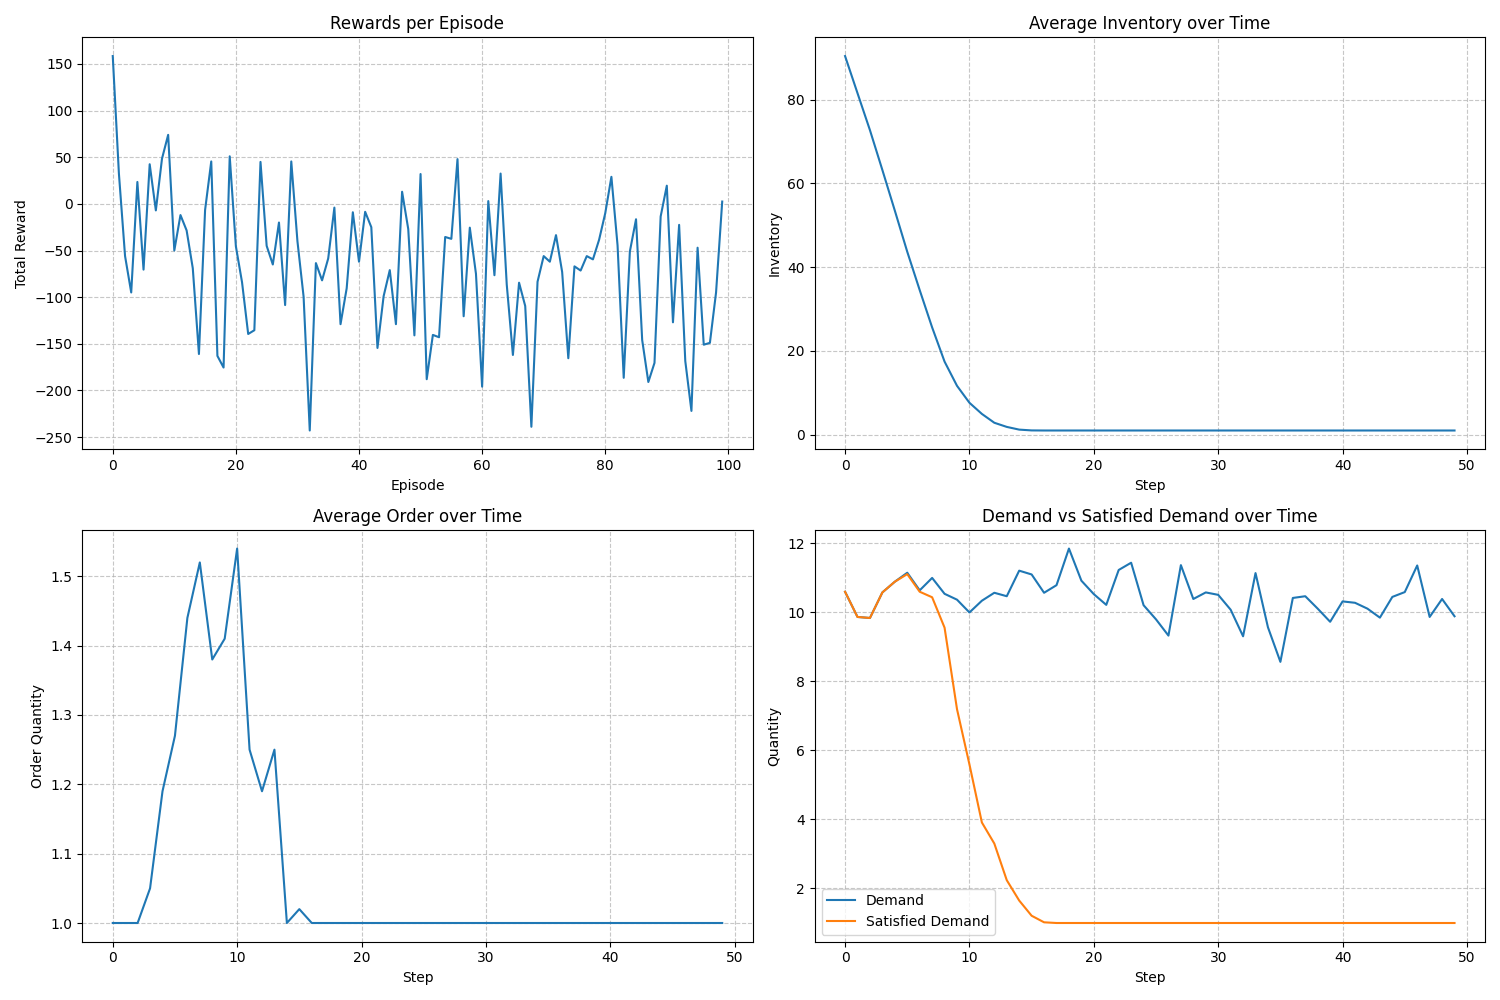 Rewards per Episode
150
100
50
0
−50
−100
−150
−200
−250
Total Reward
0 20 40 60 80 100
Episode
Average Inventory over Time
80
60
40
20
0
Inventory
0 10 20 30 40 50
Step
Average Order over Time
1.5
1.4
1.3
1.2
1.1
1.0
Order Quantity
0 10 20 30 40 50
Step
Demand vs Satisfied Demand over Time
12
10
8
6
4
2
Quantity
Demand
Satisfied Demand
0 10 20 30 40 50
Step